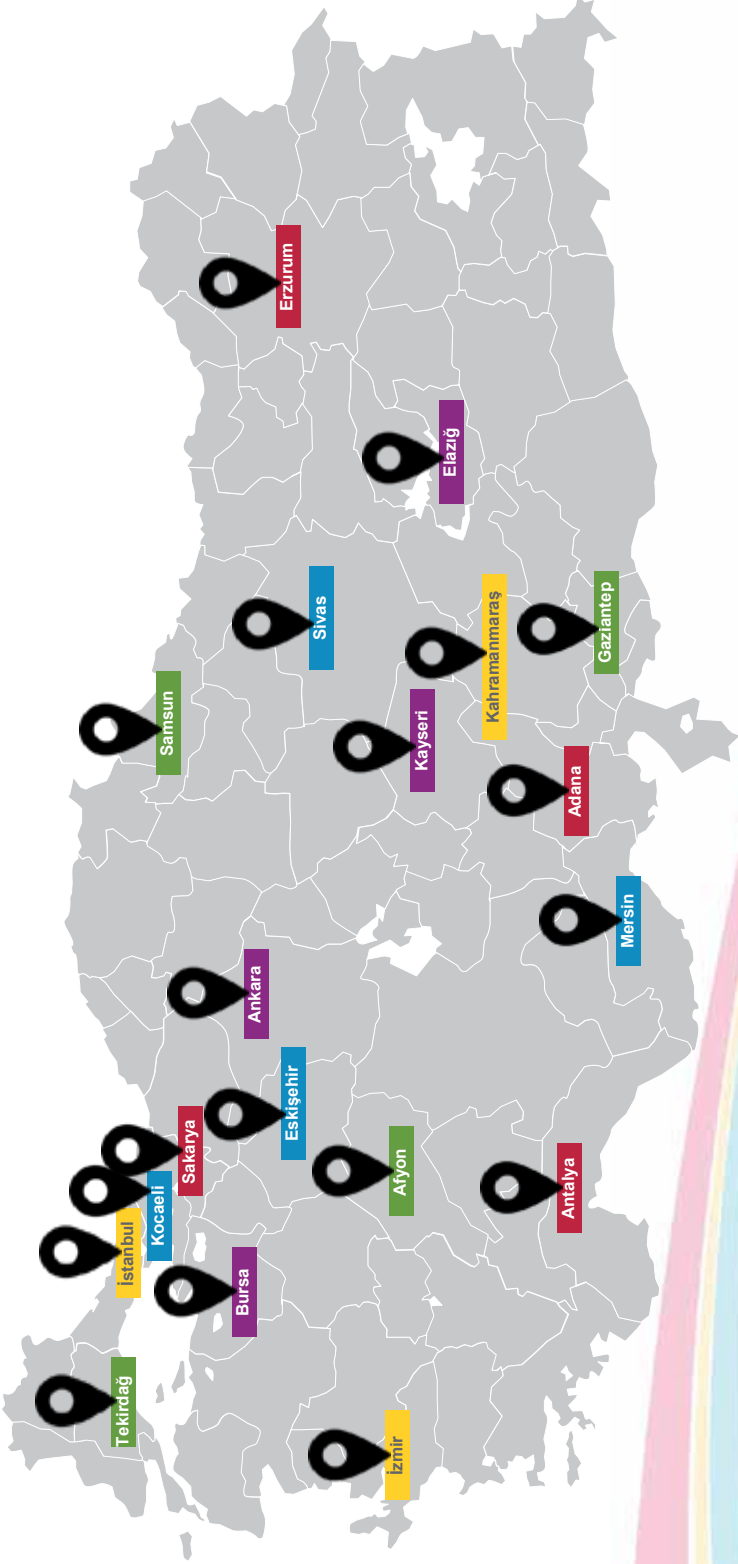 Tekirdağ
İstanbul
Kocaeli
Sakarya
Bursa
Eskişehir
Ankara
Samsun
Sivas
Erzurum
İzmir
Afyon
Kayseri
Elazığ
Antalya
Mersin
Adana
Kahramanmaraş
Gaziantep